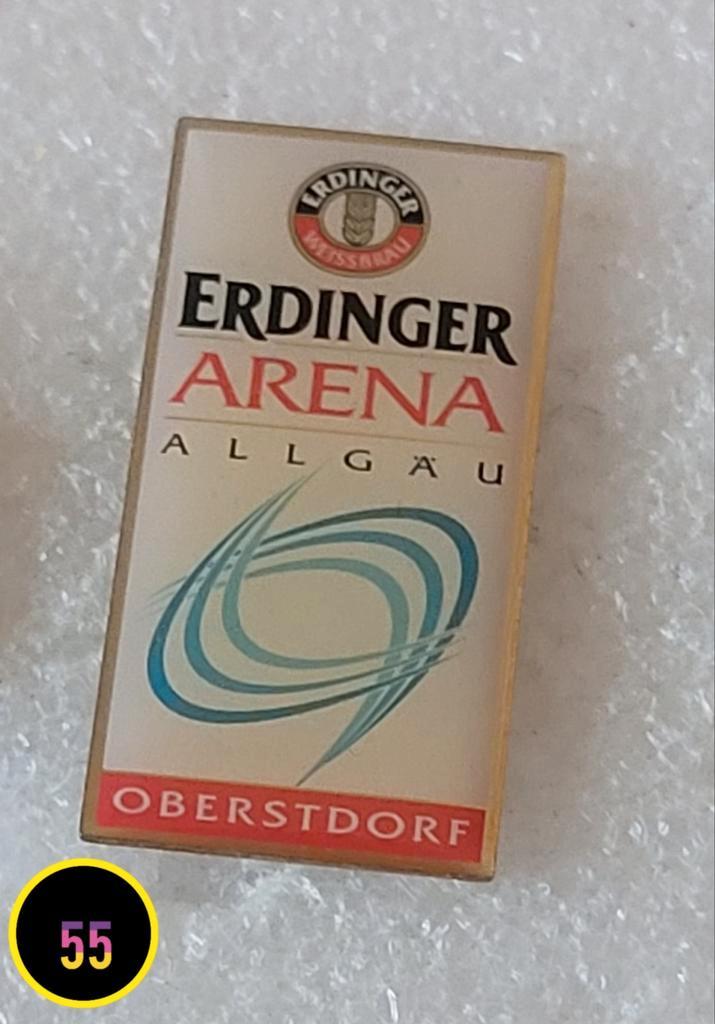 ERDINGER
WEISSBRÄU
ERDINGER
ARENA
ALLGÄU
OBERSTDORF
55